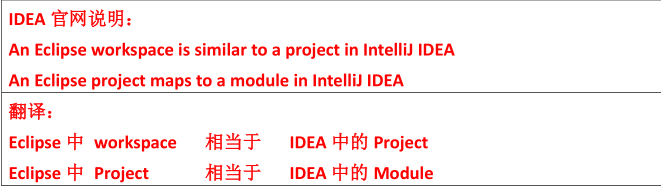 IDEA 官网说明：
An Eclipse workspace is similar to a project in IntelliJ IDEA
An Eclipse project maps to a module in IntelliJ IDEA
翻译：
Eclipse 中 workspace 相当于 IDEA 中的 Project
Eclipse 中 Project 相当于 IDEA 中的 Module